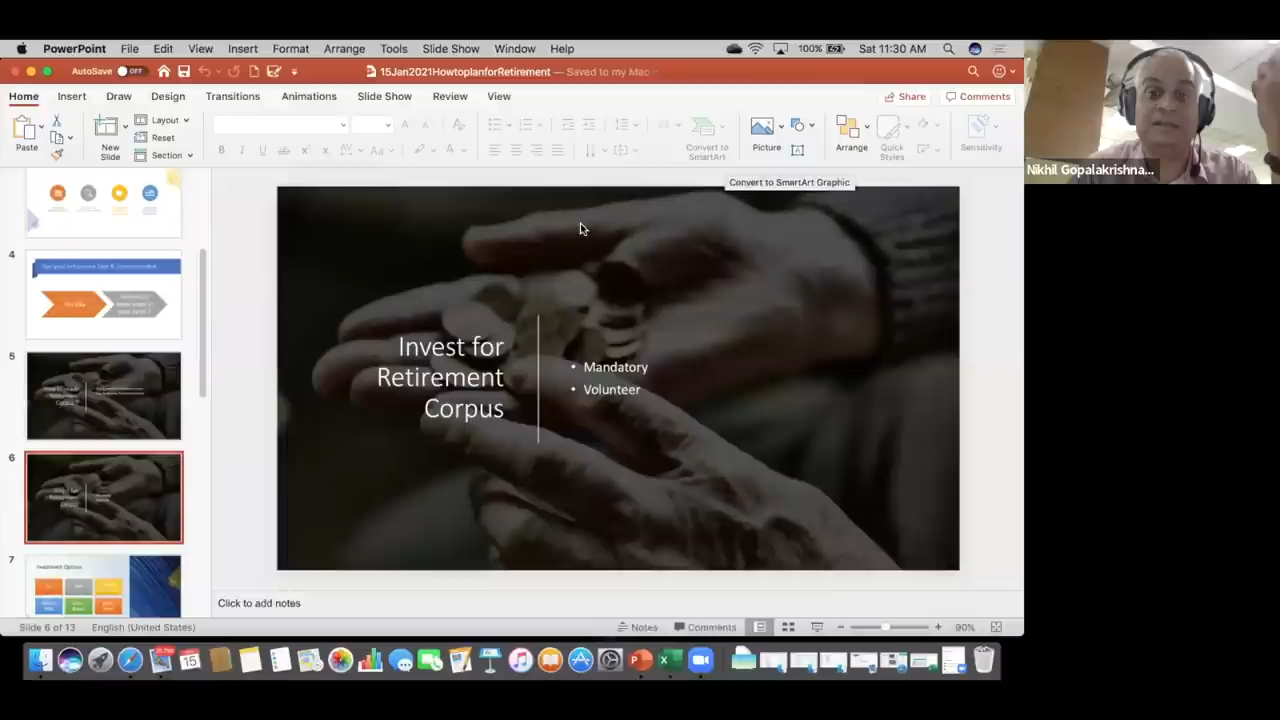 PowerPoint File Edit View Insert Format Arrange Tools Slide Show Window Help 100% Sat 11:30 AM
AutoSave OFF 15Jan2021HowtoplanforRetirement — Saved to my Mac
Home Insert Draw Design Transitions Animations Slide Show Review View Share Comments
Paste New Slide Layout Reset Section Convert to SmartArt Picture Arrange Quick Styles Sensitivity
B I U
Nikhil Gopalakrishna...
Convert to SmartArt Graphic
4
5
6
7
Investment Options
Invest for
Retirement
Corpus
• Mandatory
• Volunteer
Click to add notes
Slide 6 of 13 English (United States) Notes Comments 90%
15